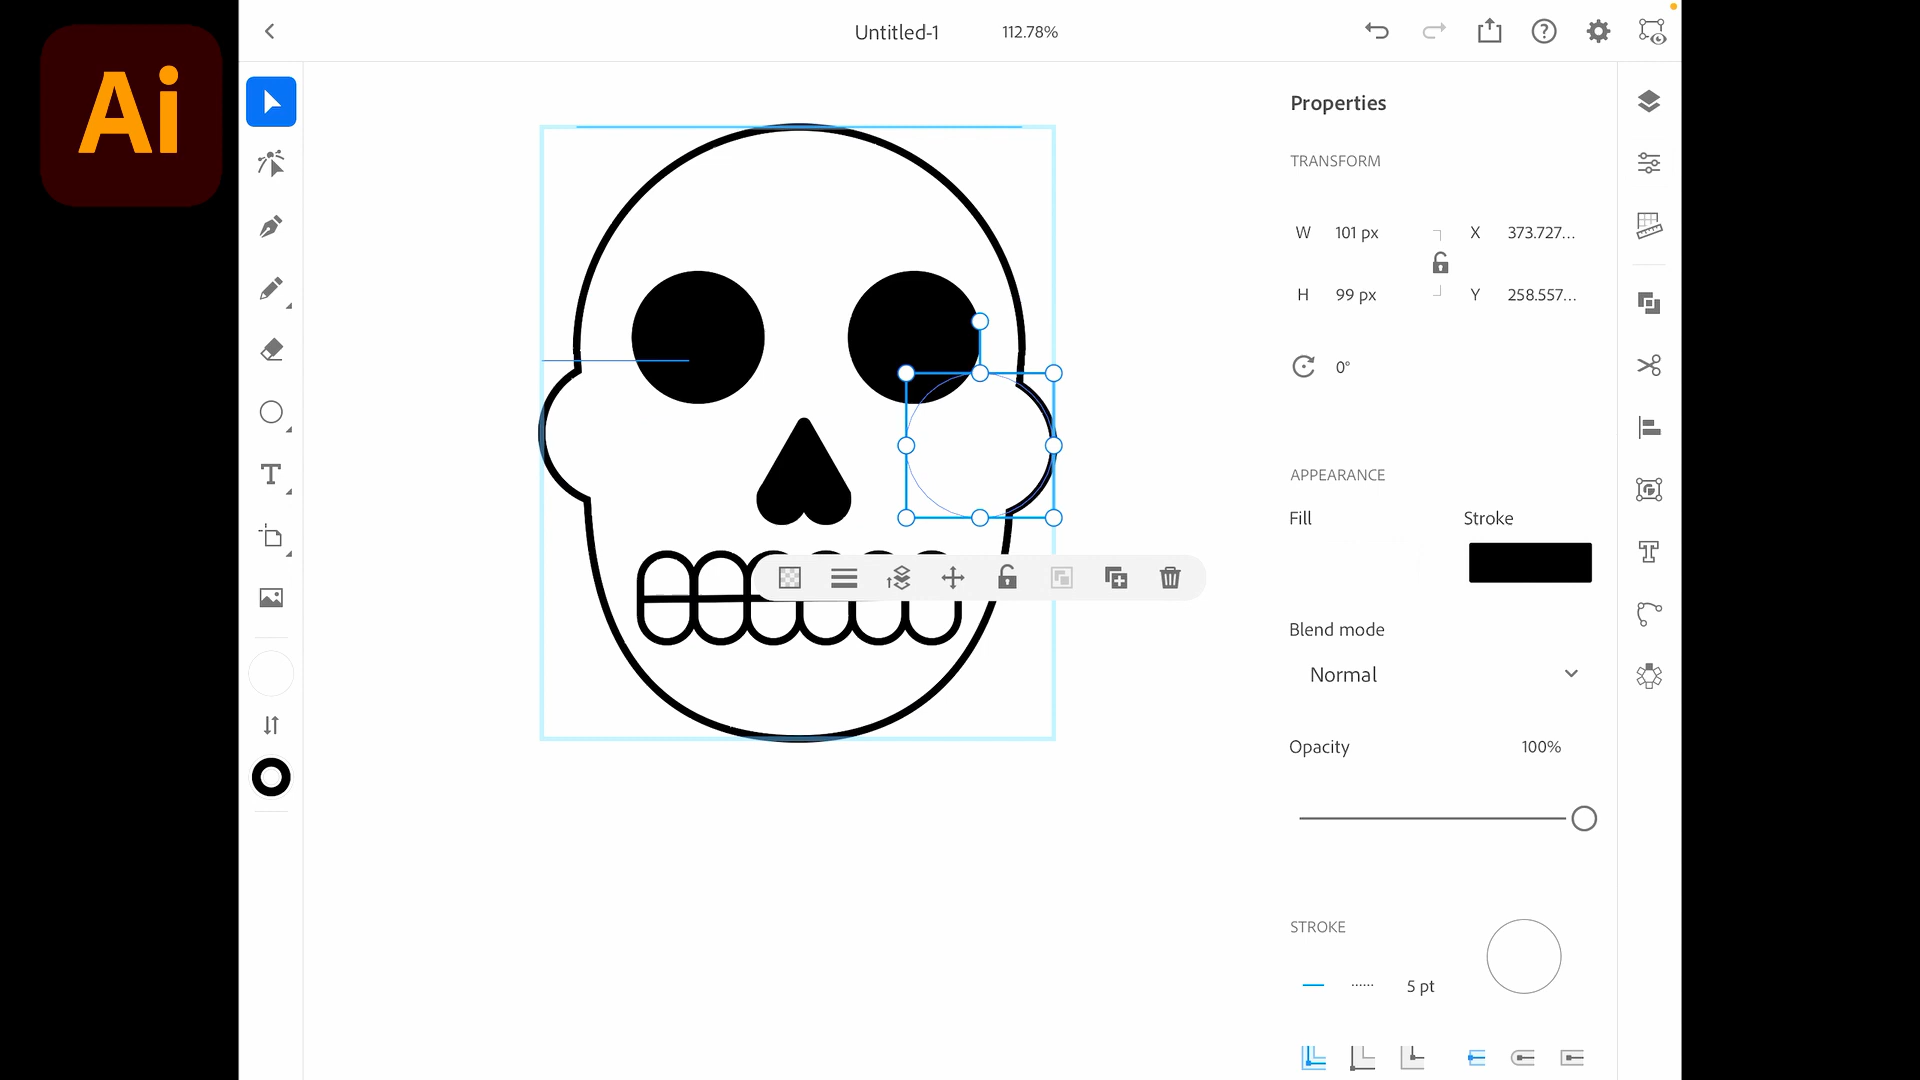 Ai
Untitled-1
112.78%
Properties
TRANSFORM
W 101 px X 373.727...
H 99 px Y 258.557...
0°
APPEARANCE
Fill Stroke
Blend mode
Normal
Opacity 100%
STROKE
5 pt